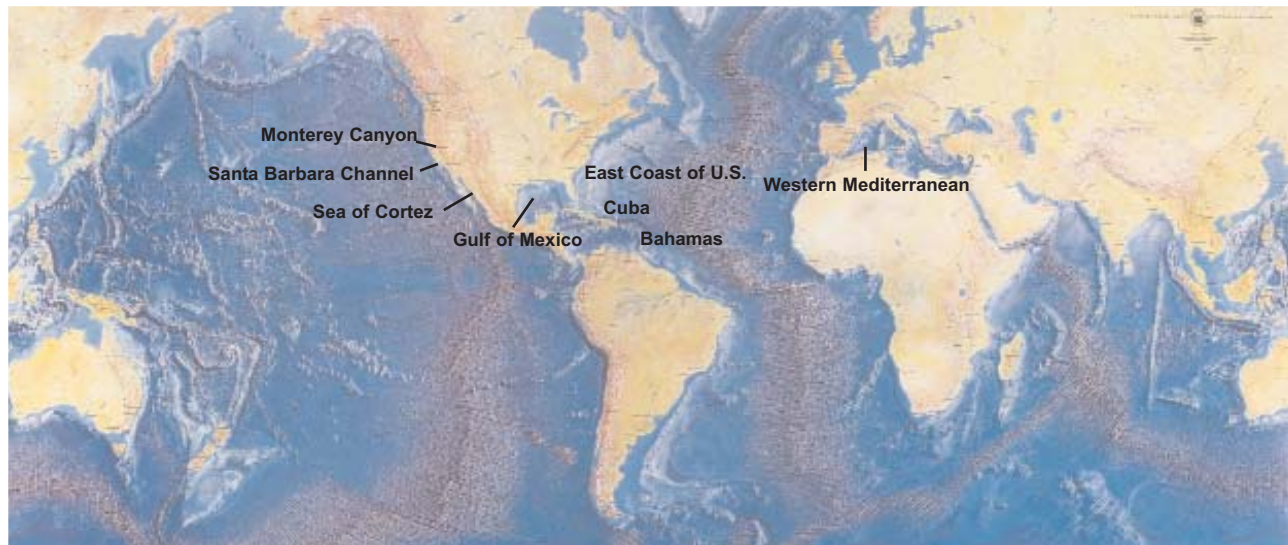 Monterey Canyon
Santa Barbara Channel
East Coast of U.S.
Western Mediterranean
Sea of Cortez
Cuba
Gulf of Mexico
Bahamas